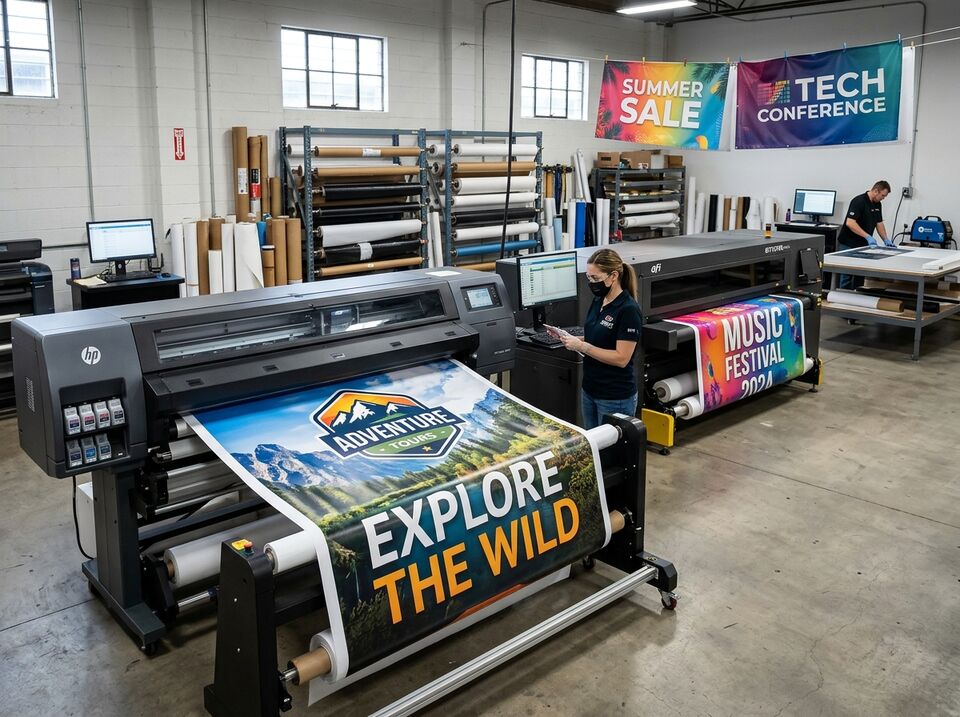 SUMMER
SALE
TECH
CONFERENCE
hp
efi
MUSIC
FESTIVAL
2024
ADVENTURE
TOURS
EXPLORE
THE WILD